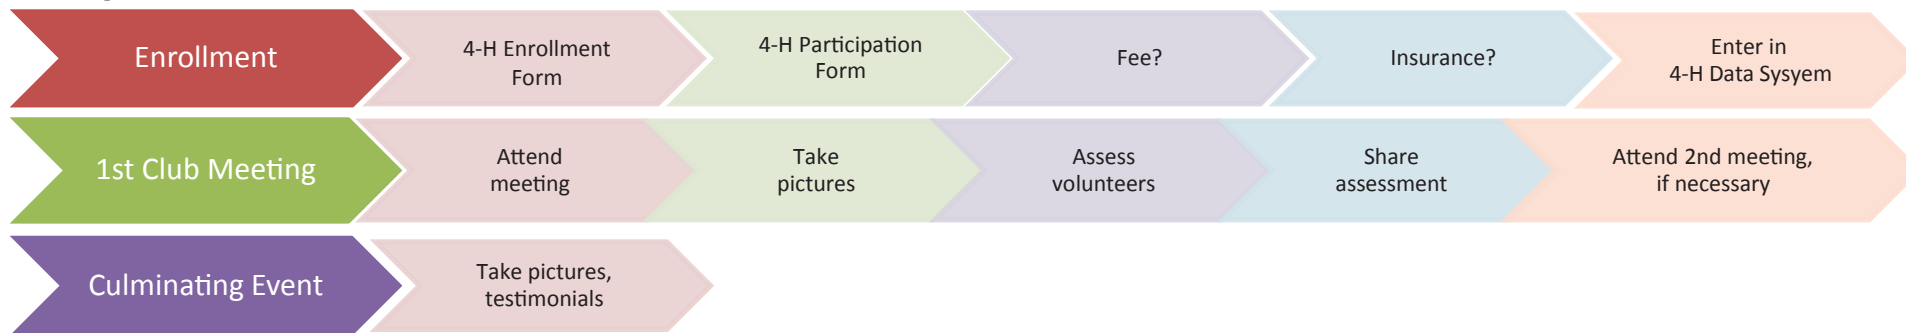 Enrollment
4-H Enrollment
Form
4-H Participation
Form
Fee?
Insurance?
Enter in
4-H Data Sysyem
1st Club Meeting
Attend
meeting
Take
pictures
Assess
volunteers
Share
assessment
Attend 2nd meeting,
if necessary
Culminating Event
Take pictures,
testimonials